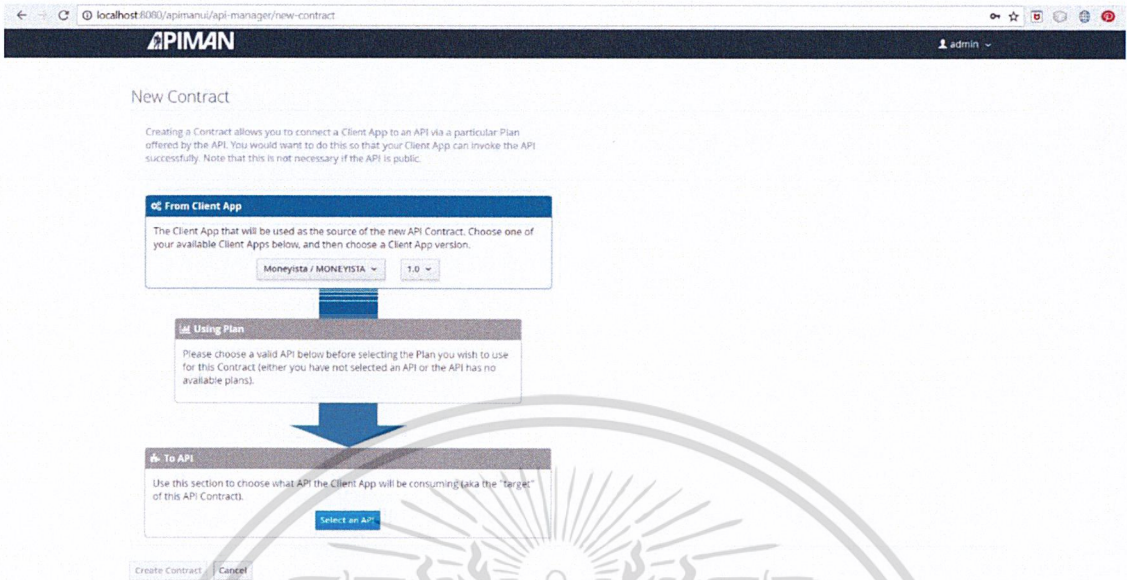 localhost:8080/apimanui/api-manager/new-contract
APIMAN
admin
New Contract
Creating a Contract allows you to connect a Client App to an API via a particular Plan
offered by the API. You would want to do this so that your Client App can invoke the API
successfully. Note that this is not necessary if the API is public.
From Client App
The Client App that will be used as the source of the new API Contract. Choose one of
your available Client Apps below, and then choose a Client App version.
Moneyista / MONEYISTA
1.0
Using Plan
Please choose a valid API below before selecting the Plan you wish to use
for this Contract (either you have not selected an API or the API has no
available plans).
To API
Use this section to choose what API the Client App will be consuming (aka the "target"
of this API Contract).
Select an API
Create Contract
Cancel